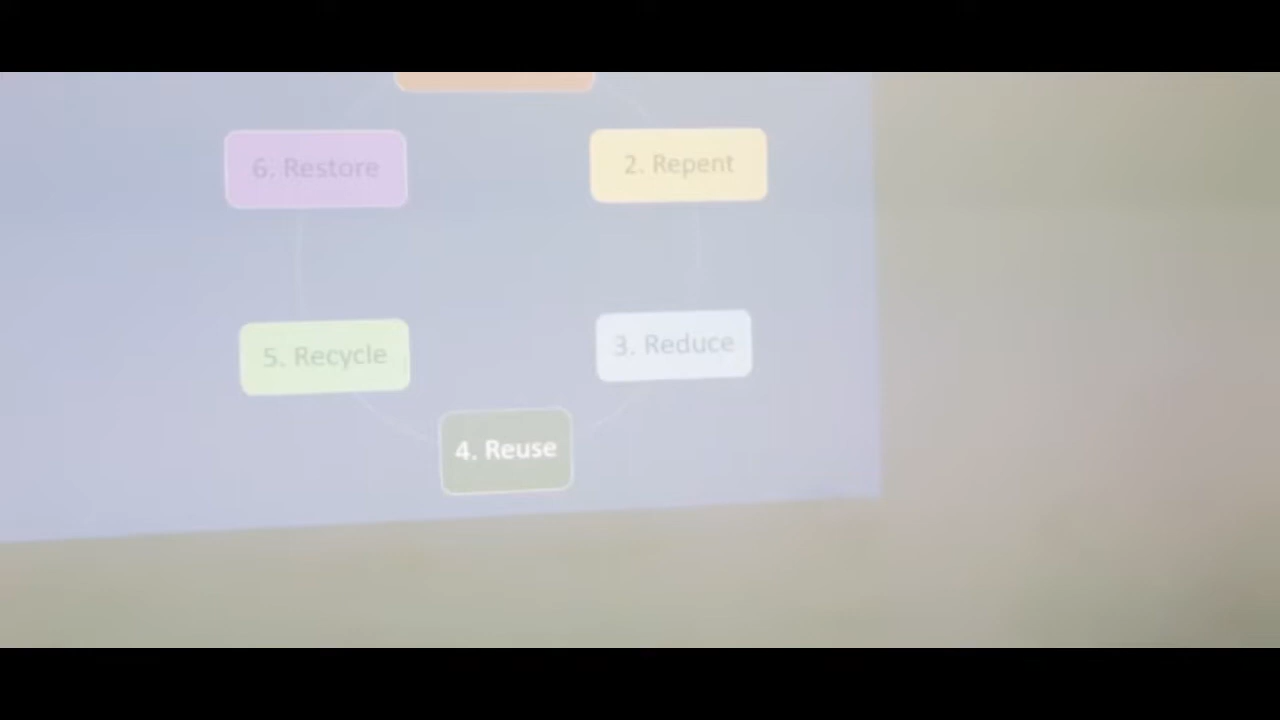 6. Restore
2. Repent
5. Recycle
3. Reduce
4. Reuse